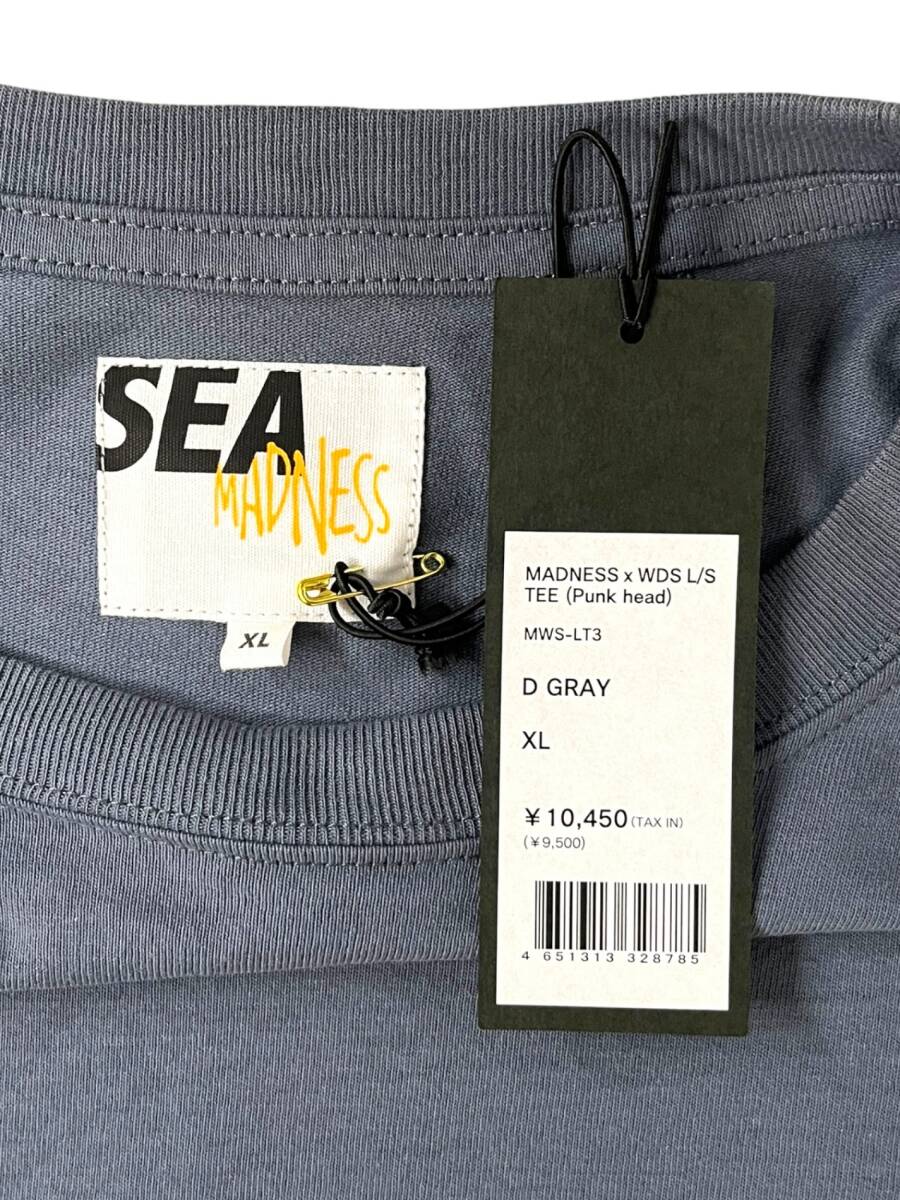 SEA
MADNESS
XL
MADNESS x WDS L/S
TEE (Punk head)
MWS-LT3
D GRAY
XL
¥10,450 (TAX IN)
(¥9,500)
4 651313 328785